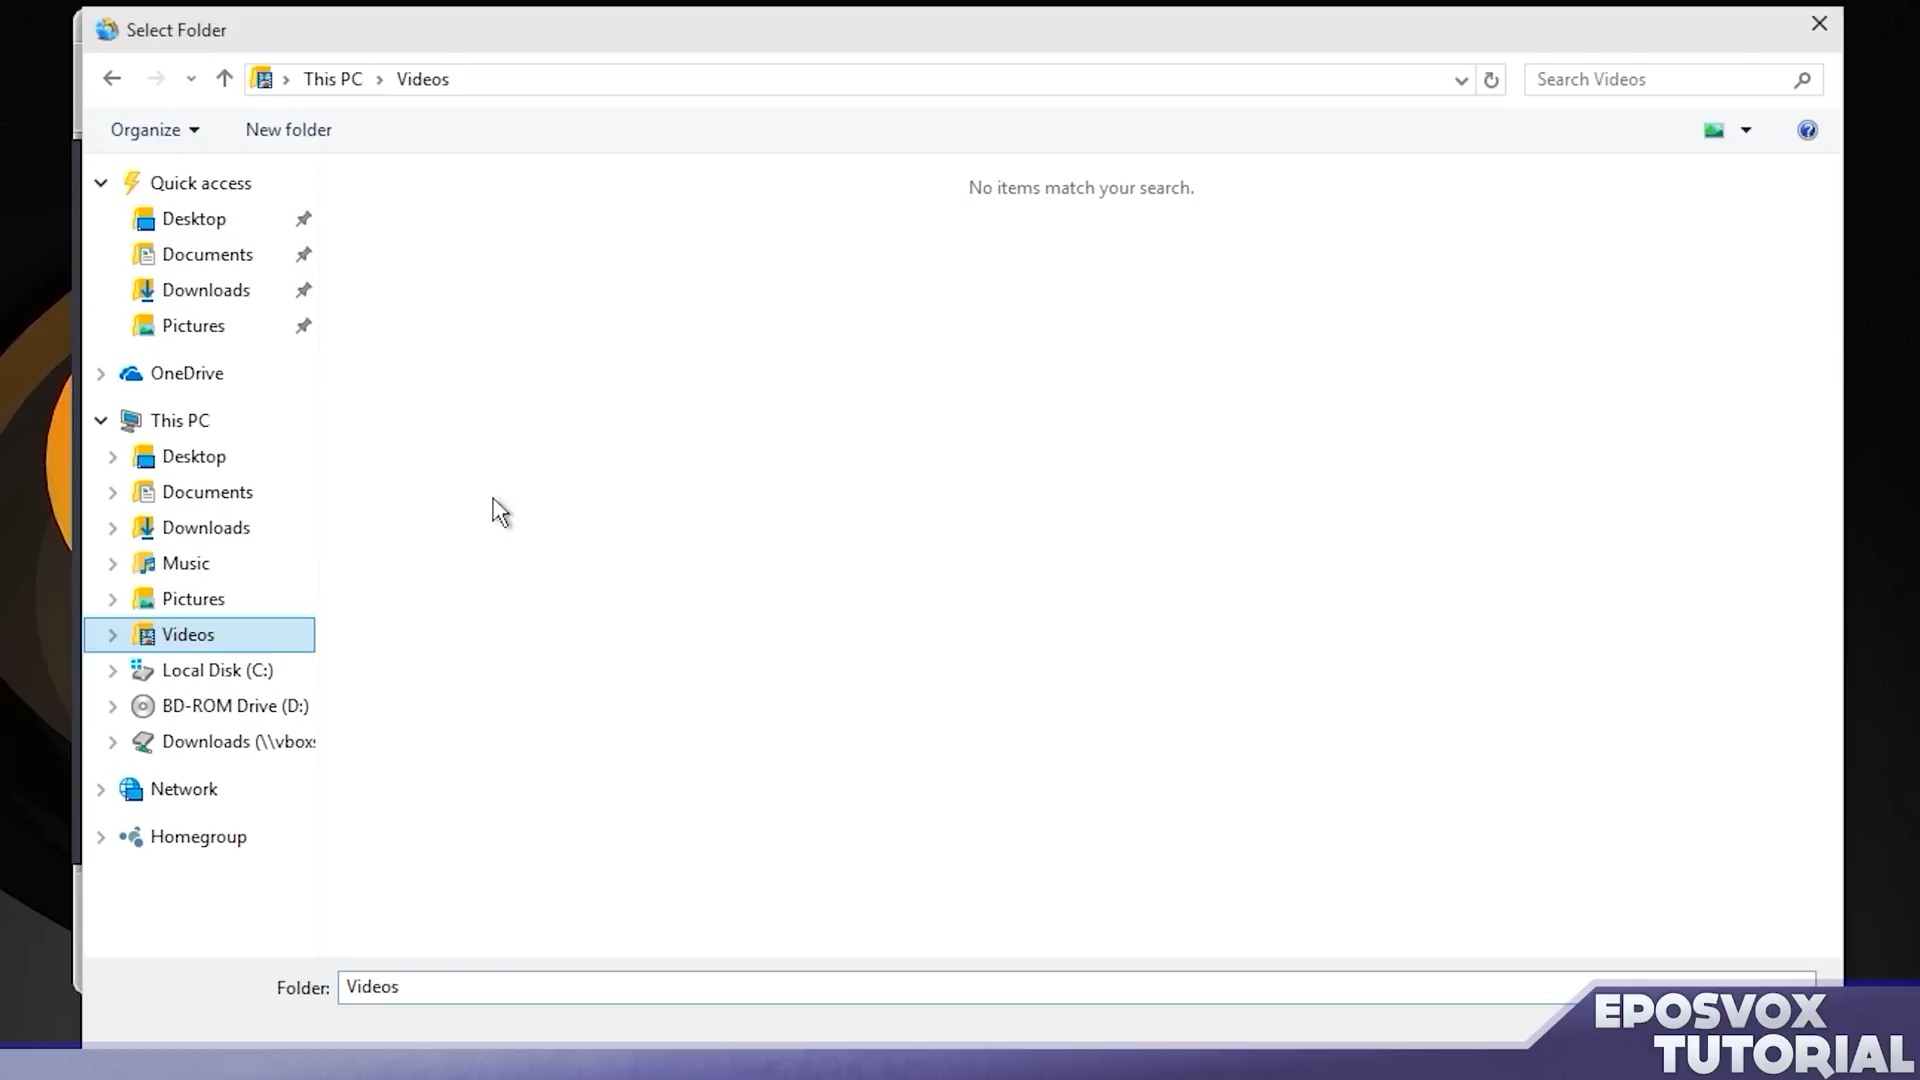 Select Folder
This PC
Videos
Search Videos
Organize
New folder
Quick access
Desktop
Documents
Downloads
Pictures
OneDrive
This PC
Desktop
Documents
Downloads
Music
Pictures
Videos
Local Disk (C:)
BD-ROM Drive (D:)
Downloads (\\vboxs
Network
Homegroup
No items match your search.
Folder:
Videos
EPOSVOX
TUTORIAL